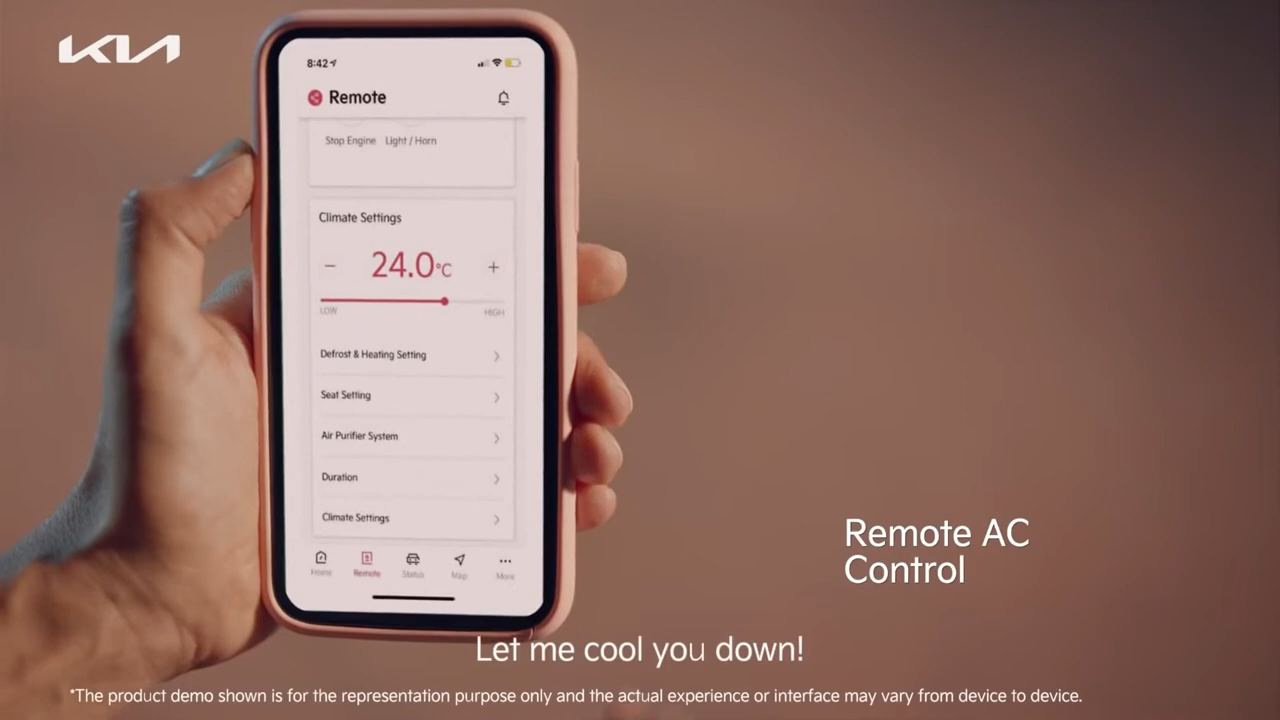 KIA
8:42
Remote
Stop Engine Light / Horn
Climate Settings
− 24.0°C +
LOW HIGH
Defrost & Heating Setting
Seat Setting
Air Purifier System
Duration
Climate Settings
Home Remote Status Map More
Remote AC
Control
Let me cool you down!
*The product demo shown is for the representation purpose only and the actual experience or interface may vary from device to device.